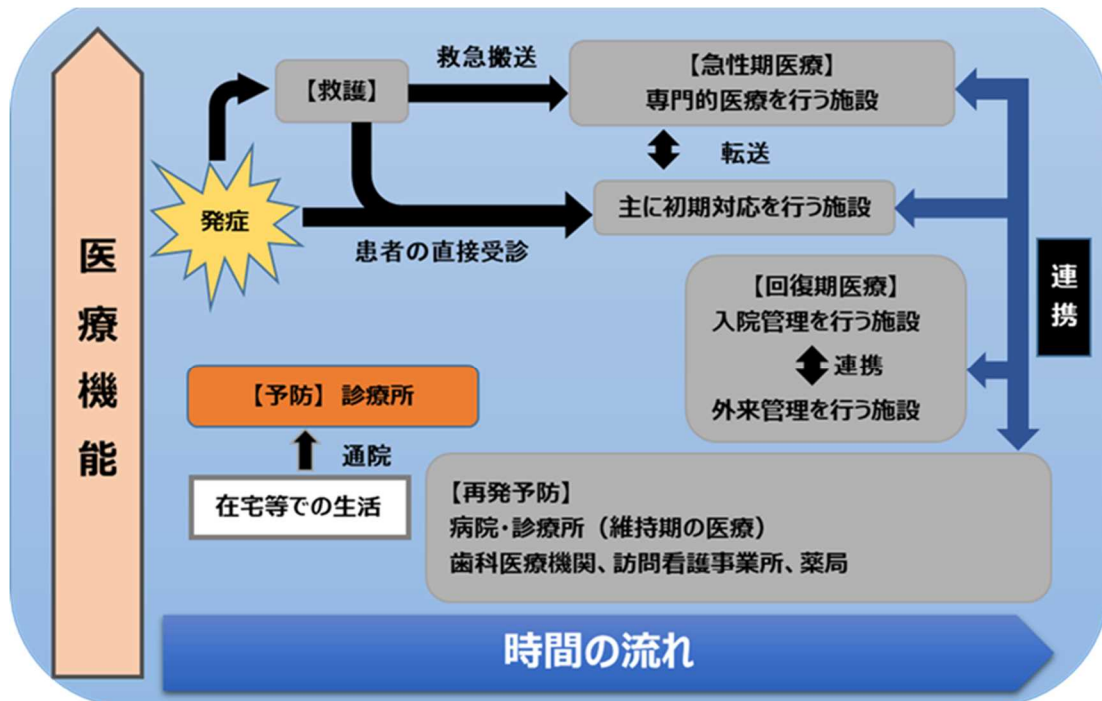 医療機能
発症
【救護】
救急搬送
【急性期医療】
専門的医療を行う施設
転送
主に初期対応を行う施設
患者の直接受診
【回復期医療】
入院管理を行う施設
連携
外来管理を行う施設
連携
【予防】診療所
通院
在宅等での生活
【再発予防】
病院・診療所（維持期の医療）
歯科医療機関、訪問看護事業所、薬局
時間の流れ